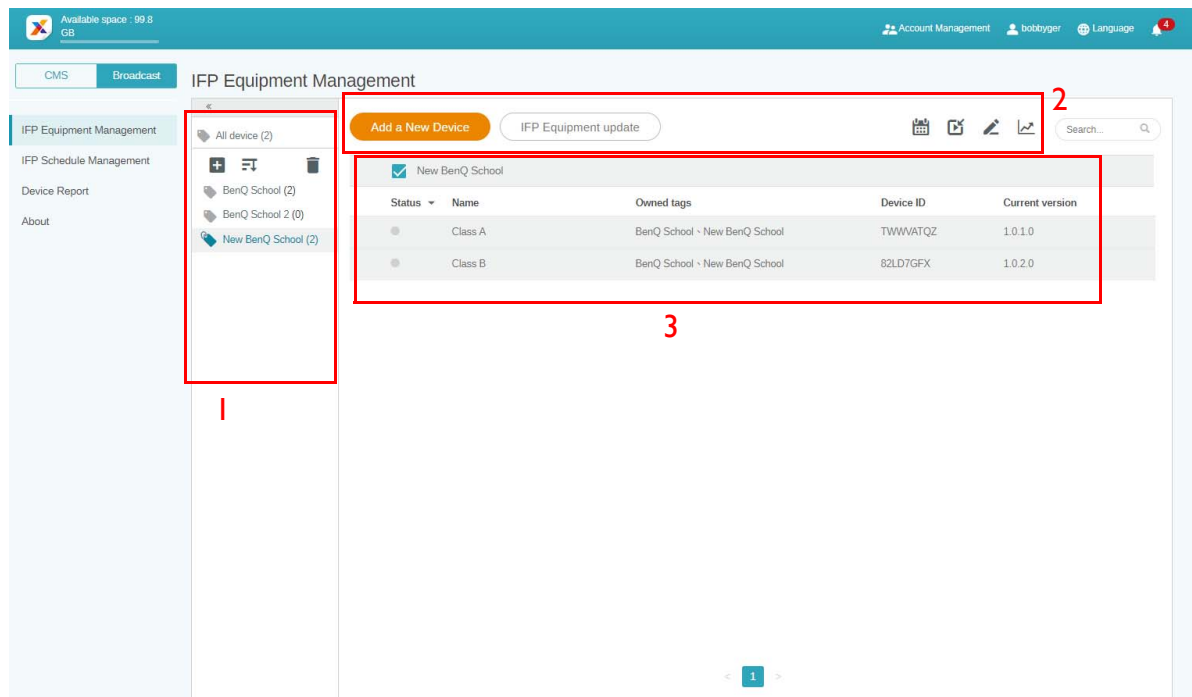 Available space : 99.8
GB
Account Management
bobbyger
Language
4
CMS
Broadcast
IFP Equipment Management
IFP Schedule Management
Device Report
About
IFP Equipment Management
«
All device (2)
BenQ School (2)
BenQ School 2 (0)
New BenQ School (2)
1
Add a New Device
IFP Equipment update
Search...
2
New BenQ School
Status Name Owned tags Device ID Current version
Class A BenQ School、New BenQ School TWWVATQZ 1.0.1.0
Class B BenQ School、New BenQ School 82LD7GFX 1.0.2.0
3
< 1 >